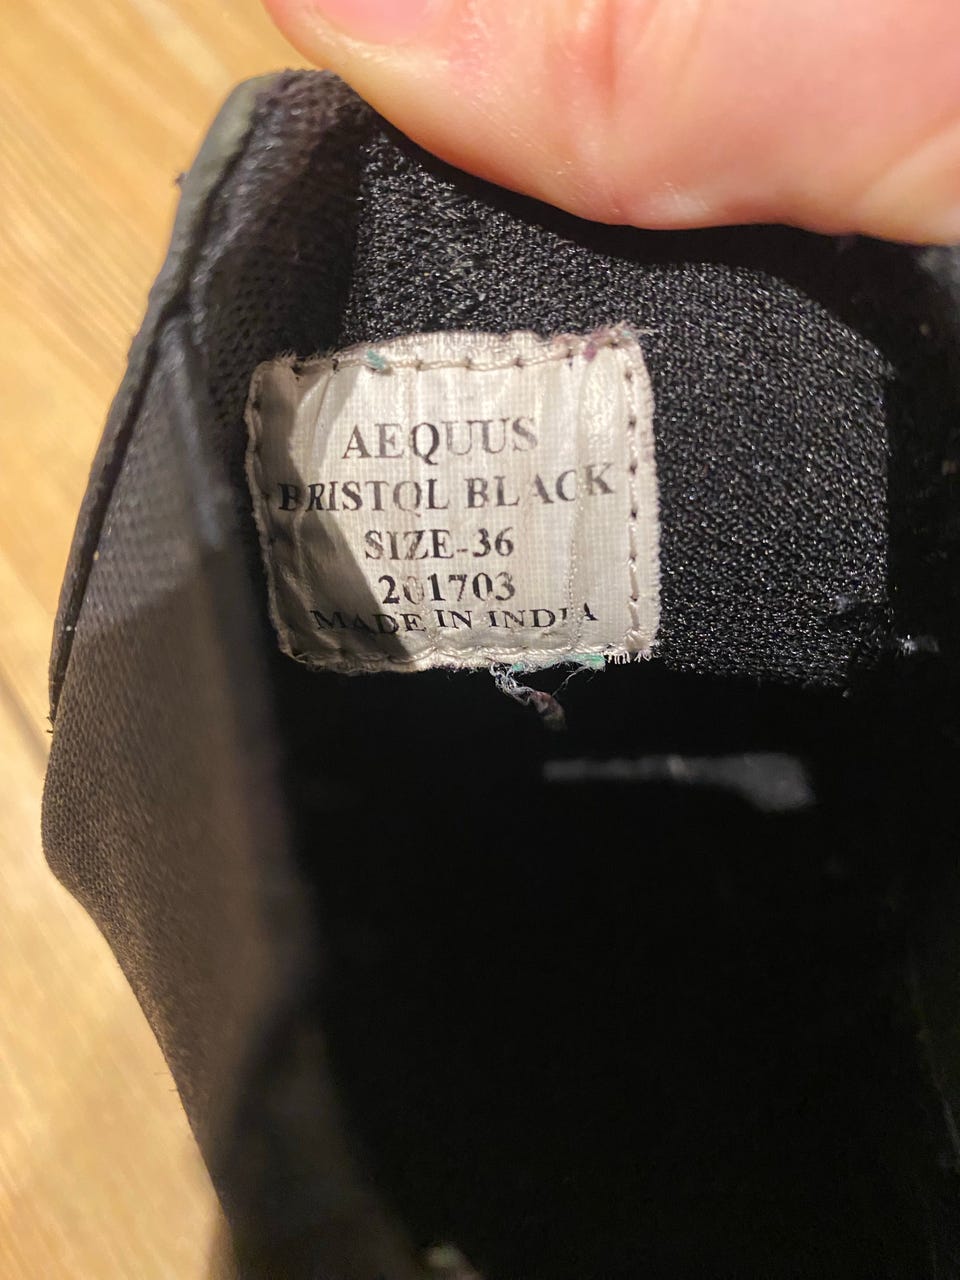 AEQUUS
BRISTOL BLACK
SIZE-36
201703
MADE IN INDIA